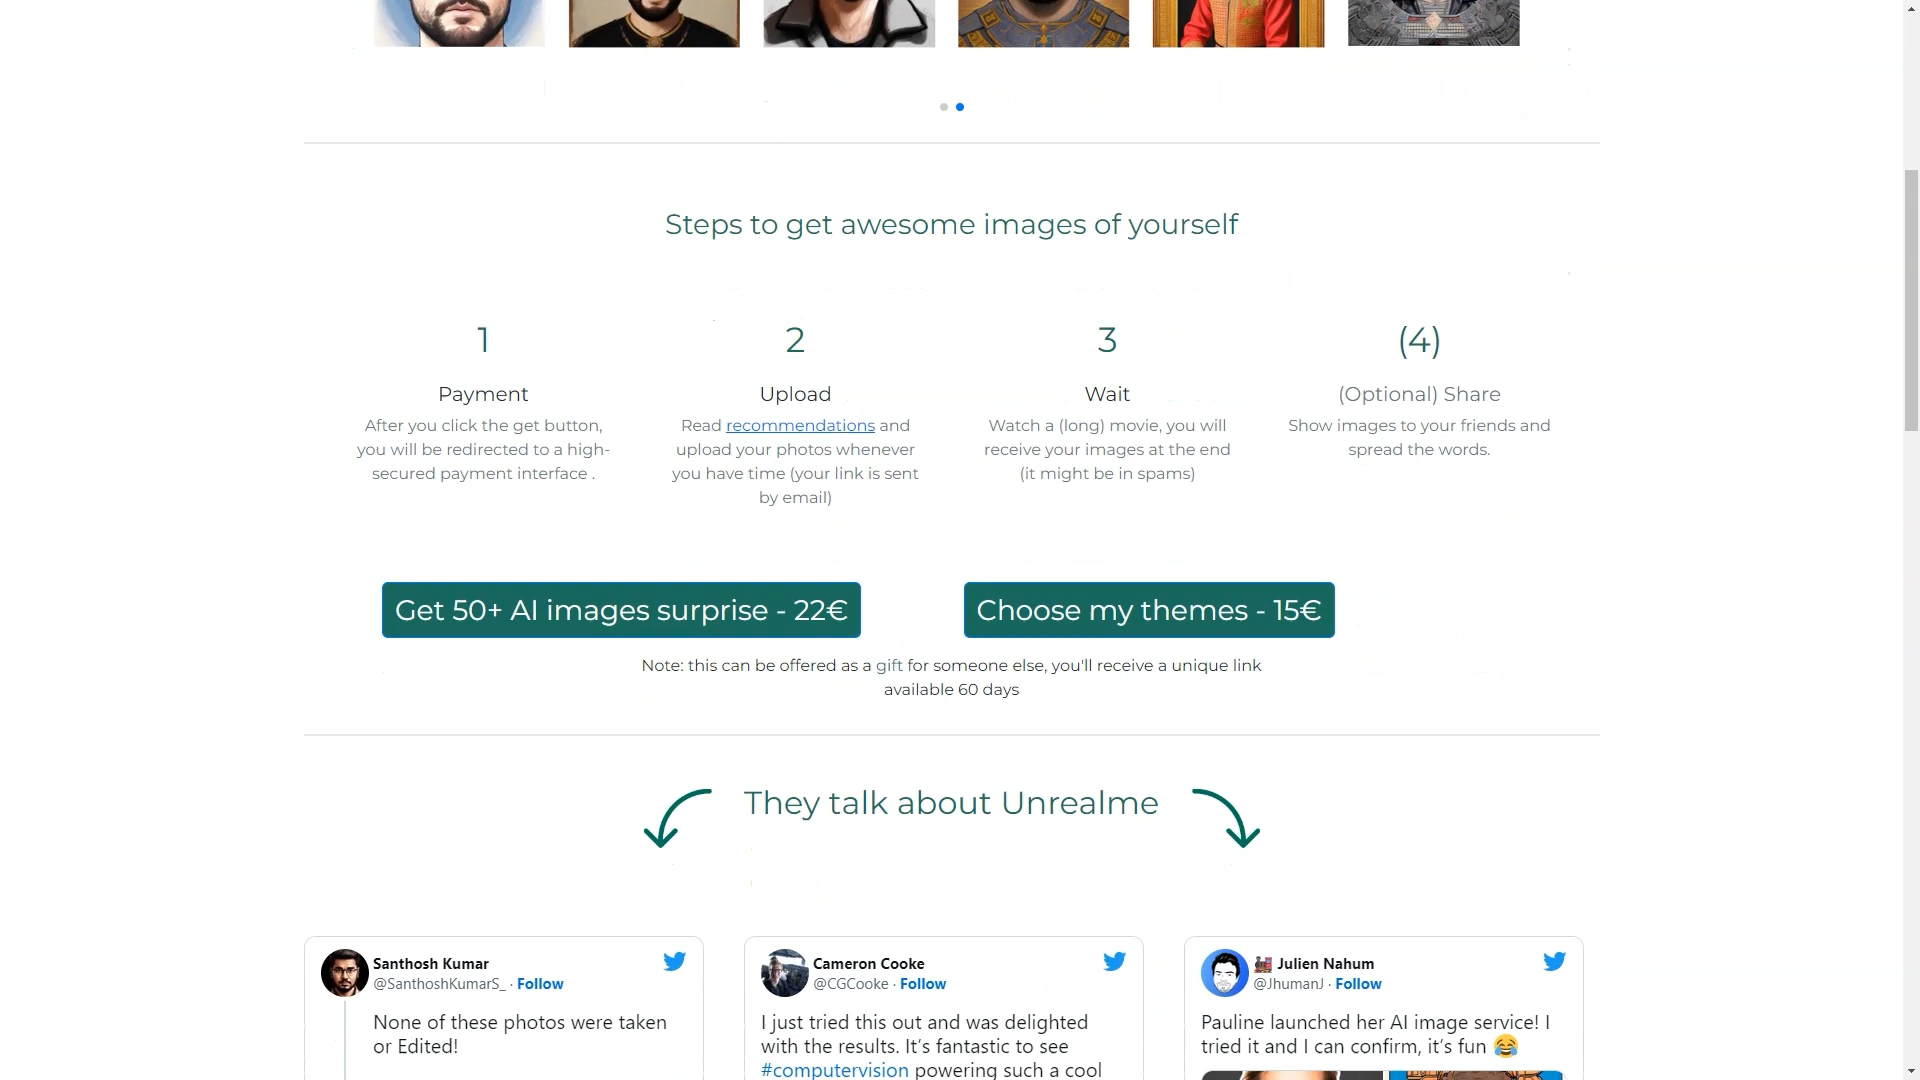 Steps to get awesome images of yourself
1
Payment
After you click the get button,
you will be redirected to a high-
secured payment interface .
2
Upload
Read recommendations and
upload your photos whenever
you have time (your link is sent
by email)
3
Wait
Watch a (long) movie, you will
receive your images at the end
(it might be in spams)
(4)
(Optional) Share
Show images to your friends and
spread the words.
Get 50+ AI images surprise - 22€
Choose my themes - 15€
Note: this can be offered as a gift for someone else, you'll receive a unique link
available 60 days
They talk about Unrealme
Santhosh Kumar
@SanthoshKumarS_ · Follow
None of these photos were taken
or Edited!
Cameron Cooke
@CGCooke · Follow
I just tried this out and was delighted
with the results. It’s fantastic to see
#computervision powering such a cool
🚂 Julien Nahum
@JhumanJ · Follow
Pauline launched her AI image service! I
tried it and I can confirm, it’s fun 😂